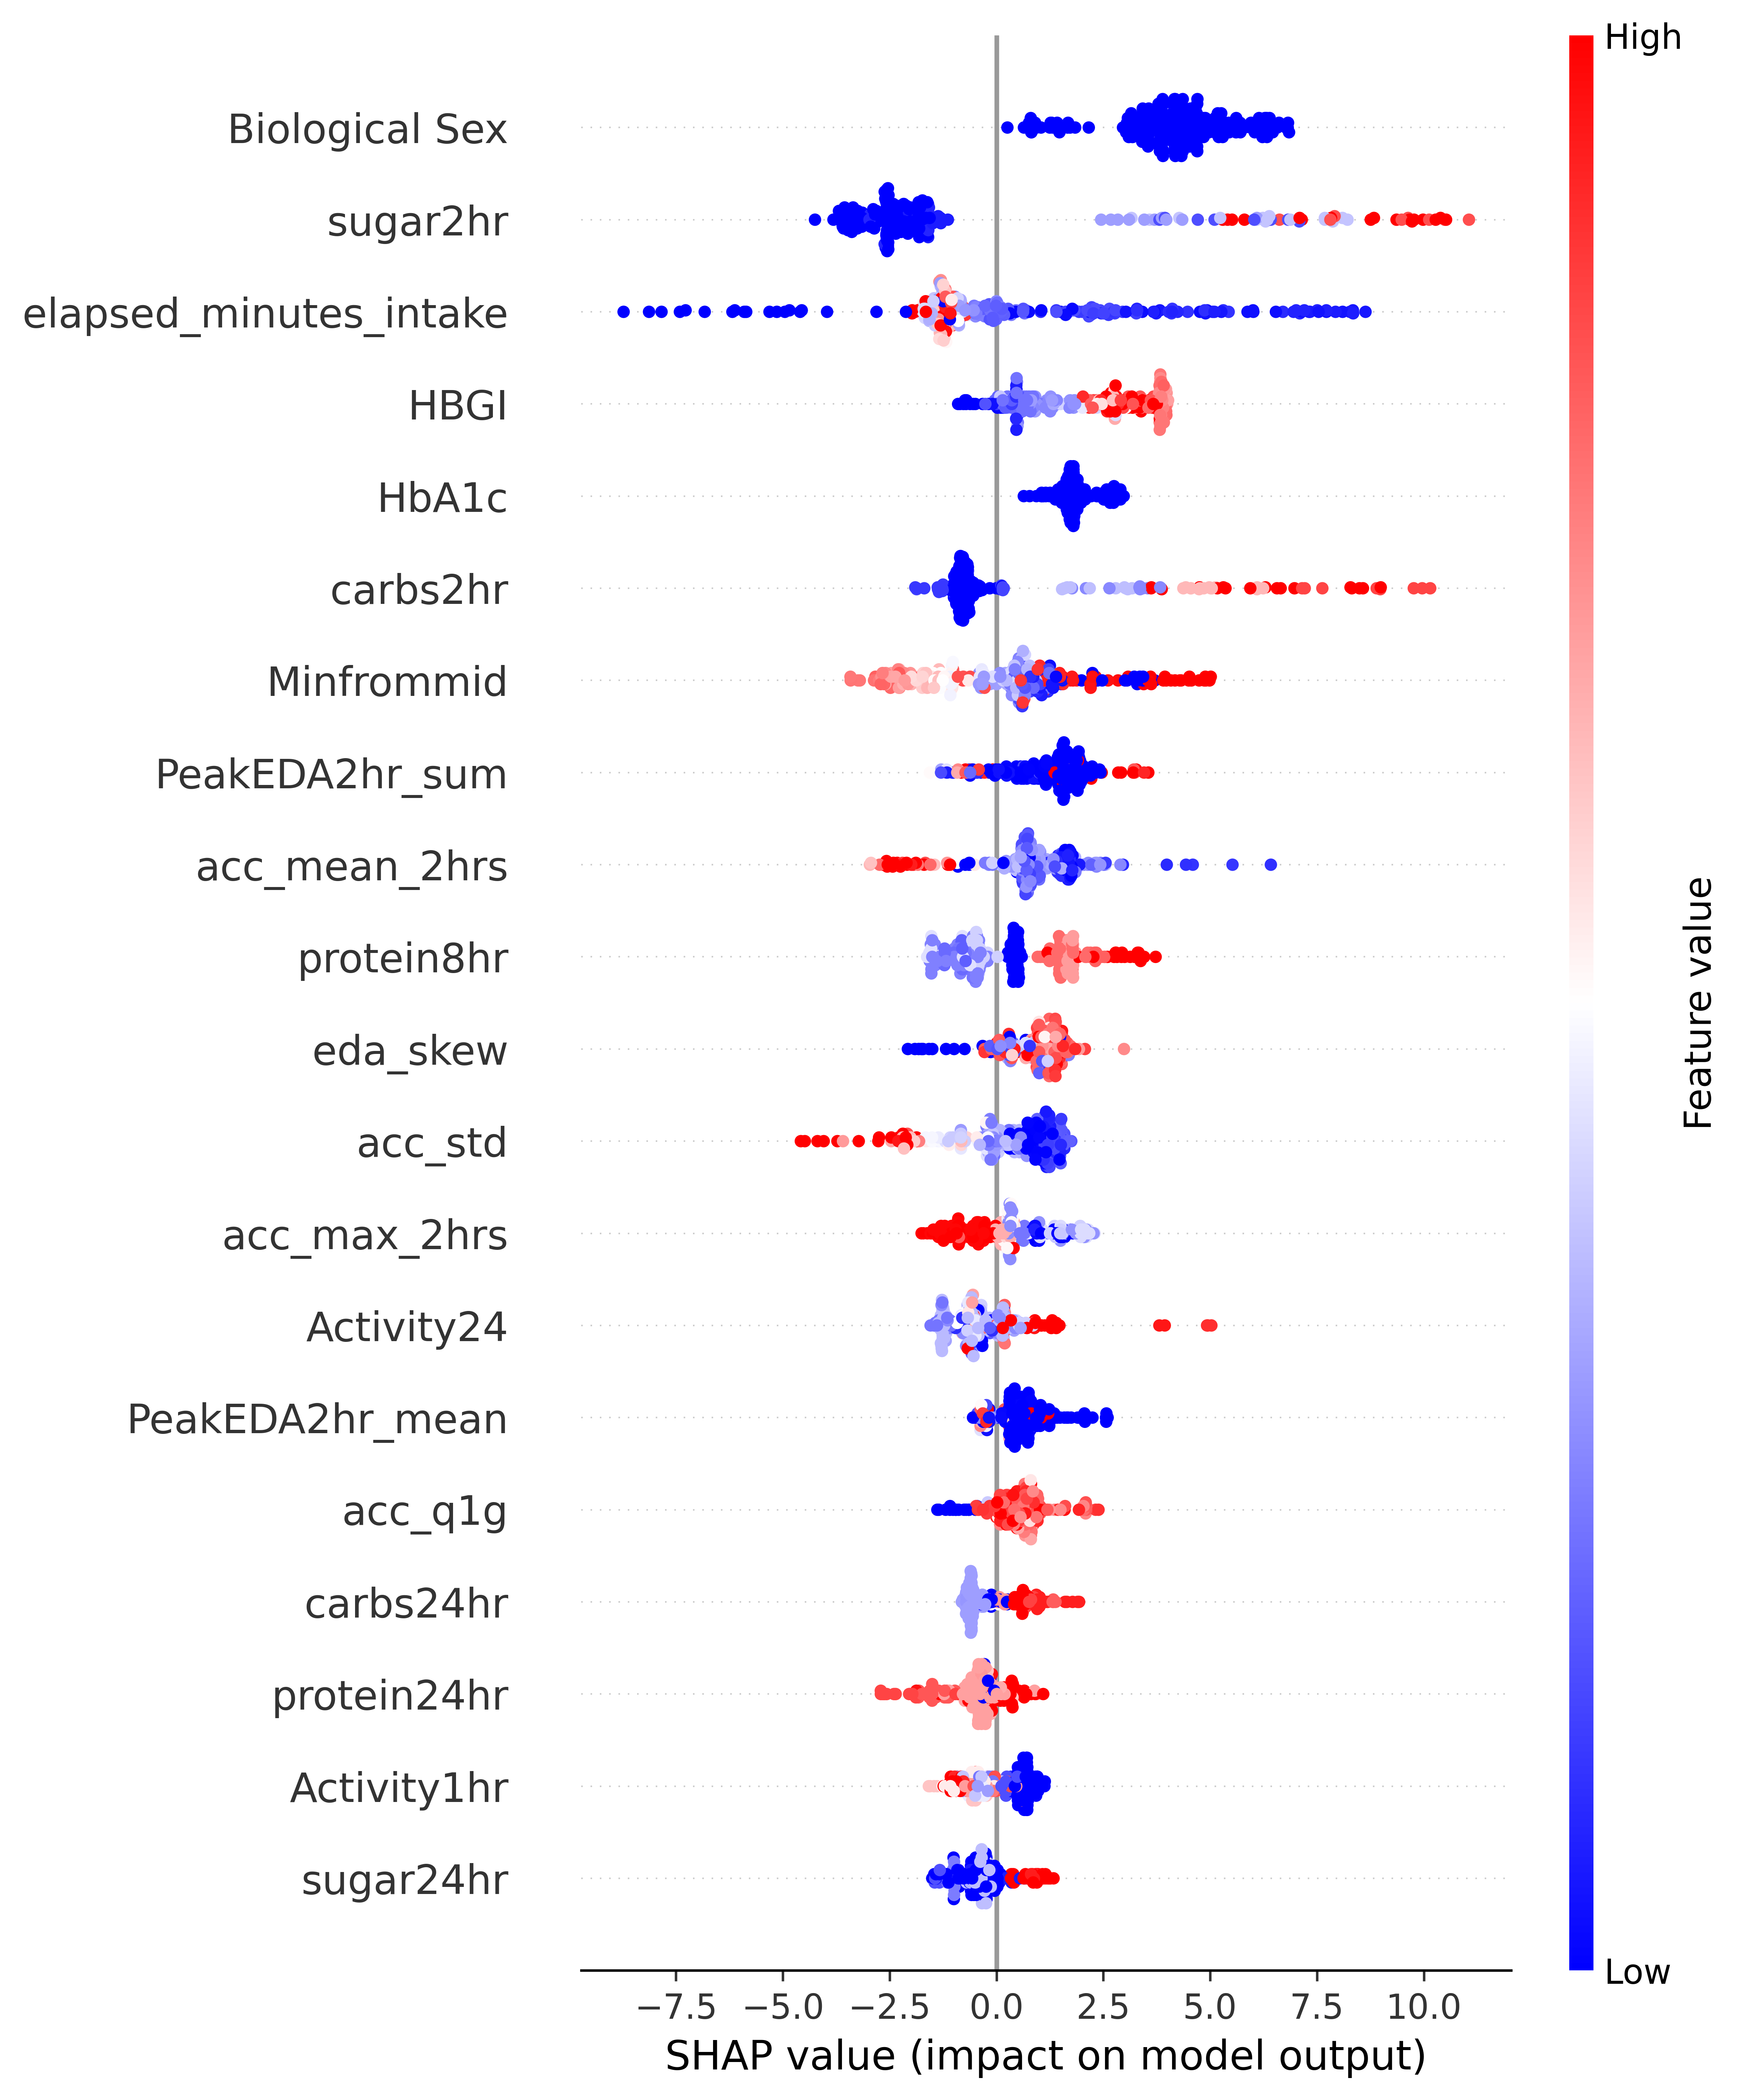 High
Biological Sex
sugar2hr
elapsed_minutes_intake
HBGI
HbA1c
carbs2hr
Minfrommid
PeakEDA2hr_sum
acc_mean_2hrs
protein8hr
eda_skew
acc_std
acc_max_2hrs
Activity24
PeakEDA2hr_mean
acc_q1g
carbs24hr
protein24hr
Activity1hr
sugar24hr
Feature value
Low
−7.5 −5.0 −2.5 0.0 2.5 5.0 7.5 10.0
SHAP value (impact on model output)